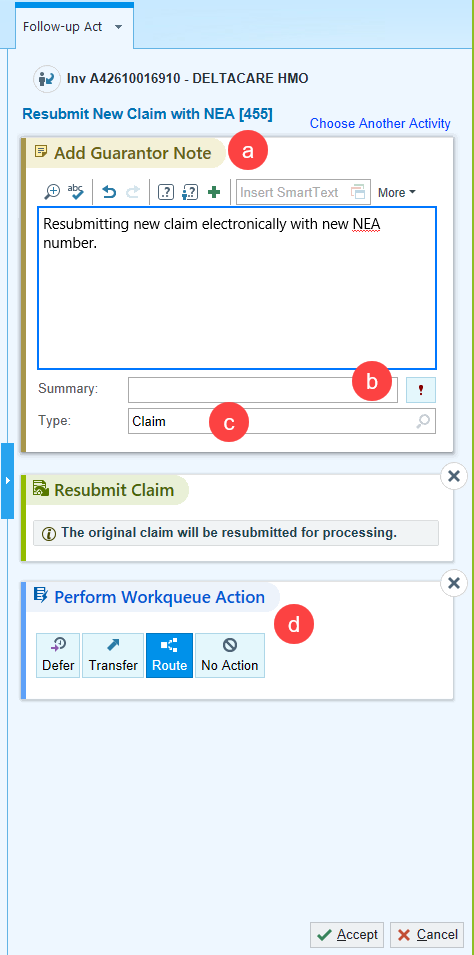 Follow-up Act
Inv A42610016910 - DELTACARE HMO
Resubmit New Claim with NEA [455]
Choose Another Activity
Add Guarantor Note
a
abc
Insert SmartText
More
Resubmitting new claim electronically with new NEA
number.
Summary:
b
!
Type:
Claim
c
Resubmit Claim
The original claim will be resubmitted for processing.
Perform Workqueue Action
d
Defer
Transfer
Route
No Action
Accept
Cancel